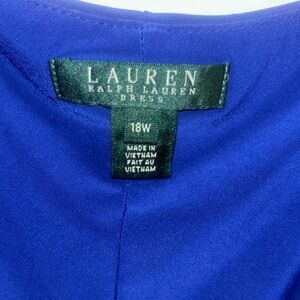 LAUREN
RALPH LAUREN
DRESS
18W
MADE IN
VIETNAM
FAIT AU
VIETNAM